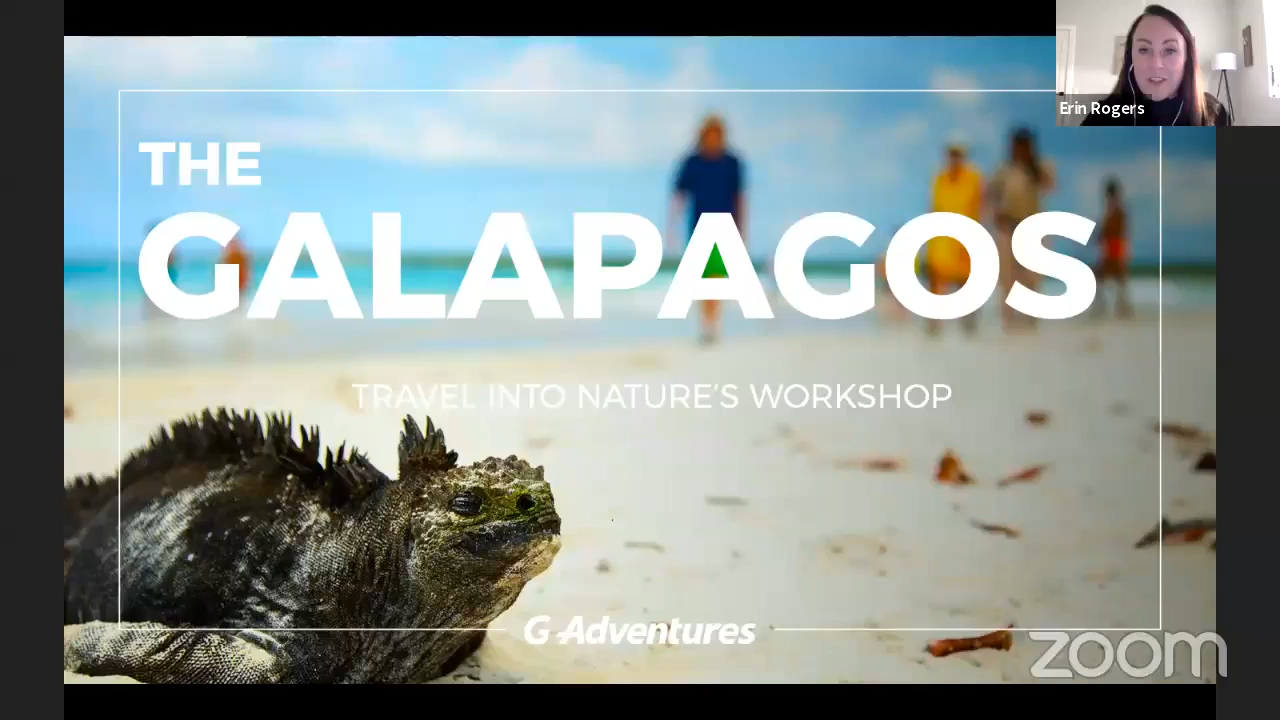 Erin Rogers
THE
GALAPAGOS
TRAVEL INTO NATURE'S WORKSHOP
G Adventures
zoom